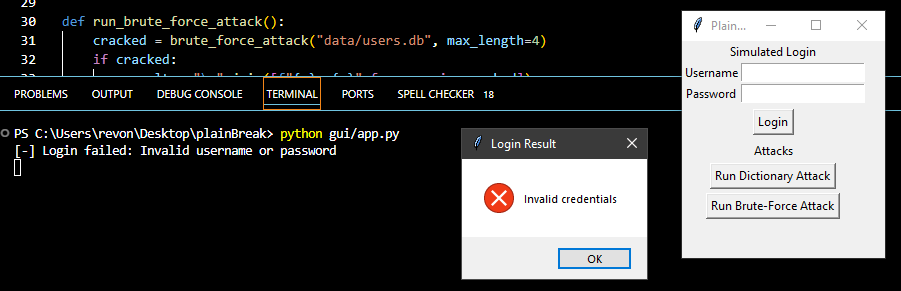 29
30 def run_brute_force_attack():
31 cracked = brute_force_attack("data/users.db", max_length=4)
32 if cracked:
PROBLEMS OUTPUT DEBUG CONSOLE TERMINAL PORTS SPELL CHECKER 18
PS C:\Users\revon\Desktop\plainBreak> python gui/app.py
[-] Login failed: Invalid username or password
Login Result
Invalid credentials
OK
Plain...
Simulated Login
Username
Password
Login
Attacks
Run Dictionary Attack
Run Brute-Force Attack